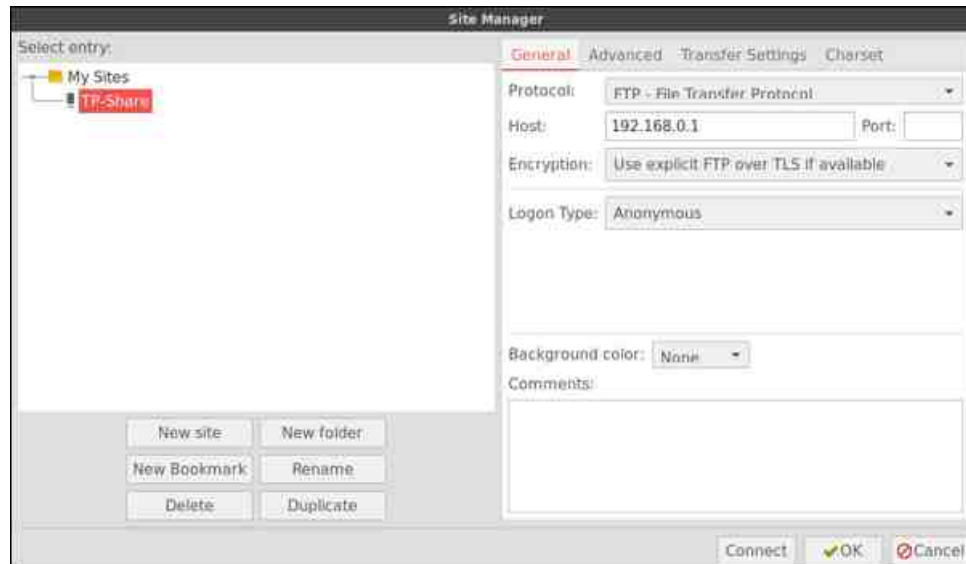 Site Manager
Select entry:
My Sites
TP-Share
General Advanced Transfer Settings Charset
Protocol: FTP - File Transfer Protocol
Host: 192.168.0.1 Port:
Encryption: Use explicit FTP over TLS if available
Logon Type: Anonymous
Background color: None
Comments:
New site New folder
New Bookmark Rename
Delete Duplicate
Connect OK Cancel